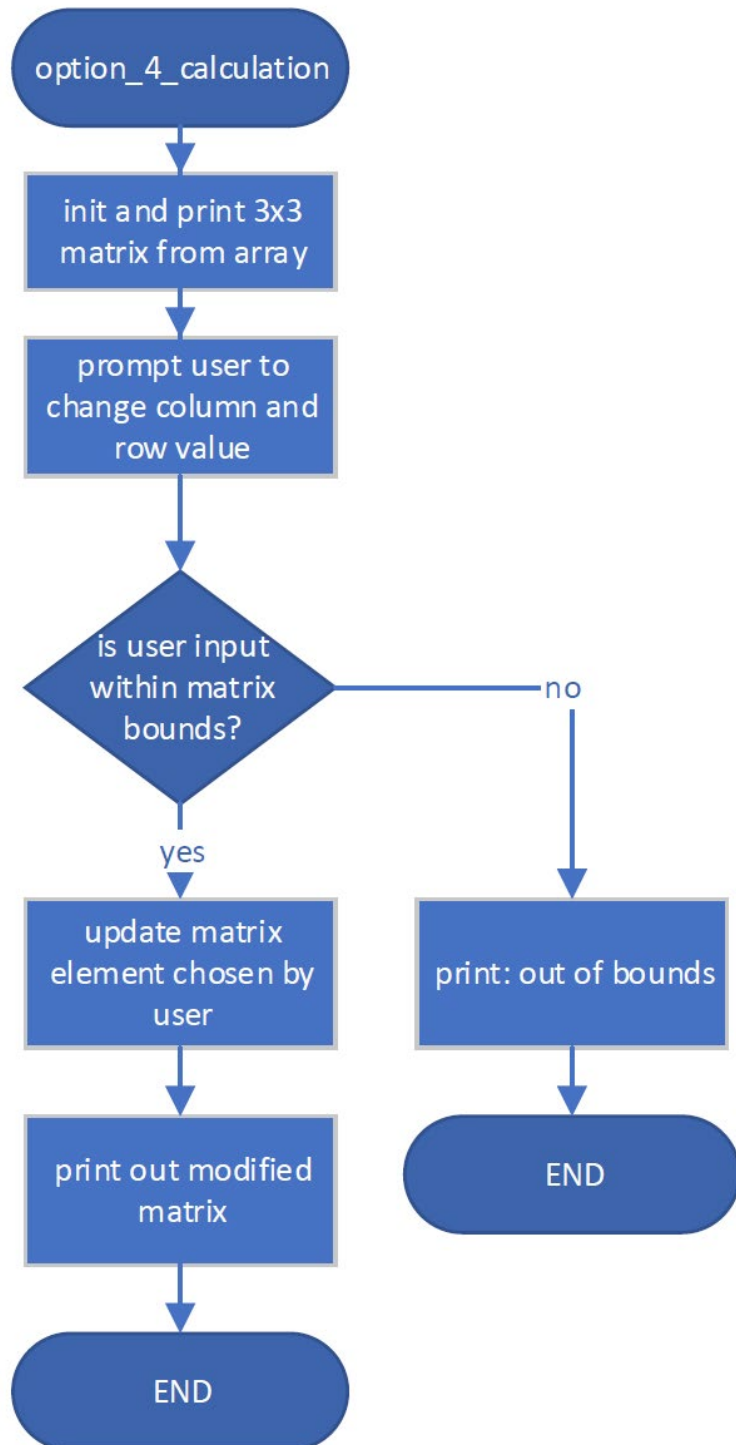 option_4_calculation
init and print 3x3
matrix from array
prompt user to
change column and
row value
is user input
within matrix
bounds?
no
yes
update matrix
element chosen by
user
print: out of bounds
print out modified
matrix
END
END